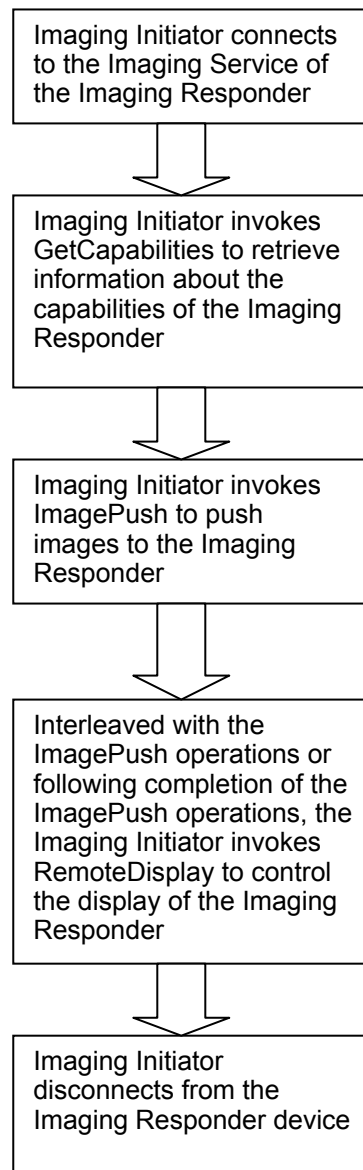 Imaging Initiator connects
to the Imaging Service of
the Imaging Responder
Imaging Initiator invokes
GetCapabilities to retrieve
information about the
capabilities of the Imaging
Responder
Imaging Initiator invokes
ImagePush to push
images to the Imaging
Responder
Interleaved with the
ImagePush operations or
following completion of the
ImagePush operations, the
Imaging Initiator invokes
RemoteDisplay to control
the display of the Imaging
Responder
Imaging Initiator
disconnects from the
Imaging Responder device